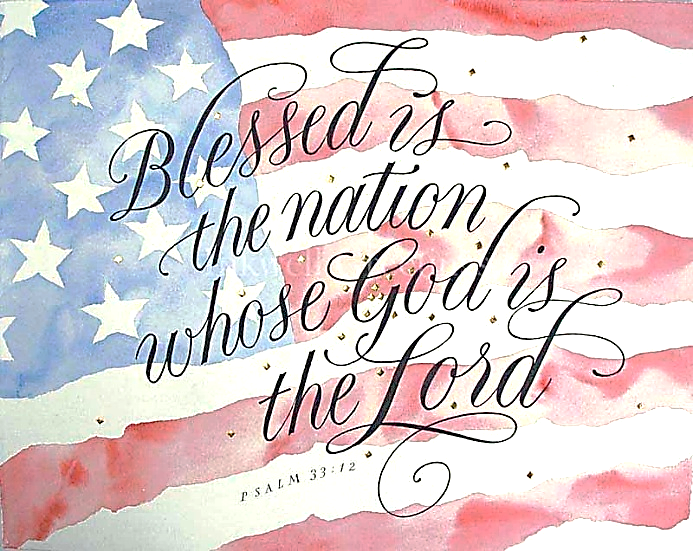 Blessed is
the nation
whose God is
the Lord
PSALM 33:12